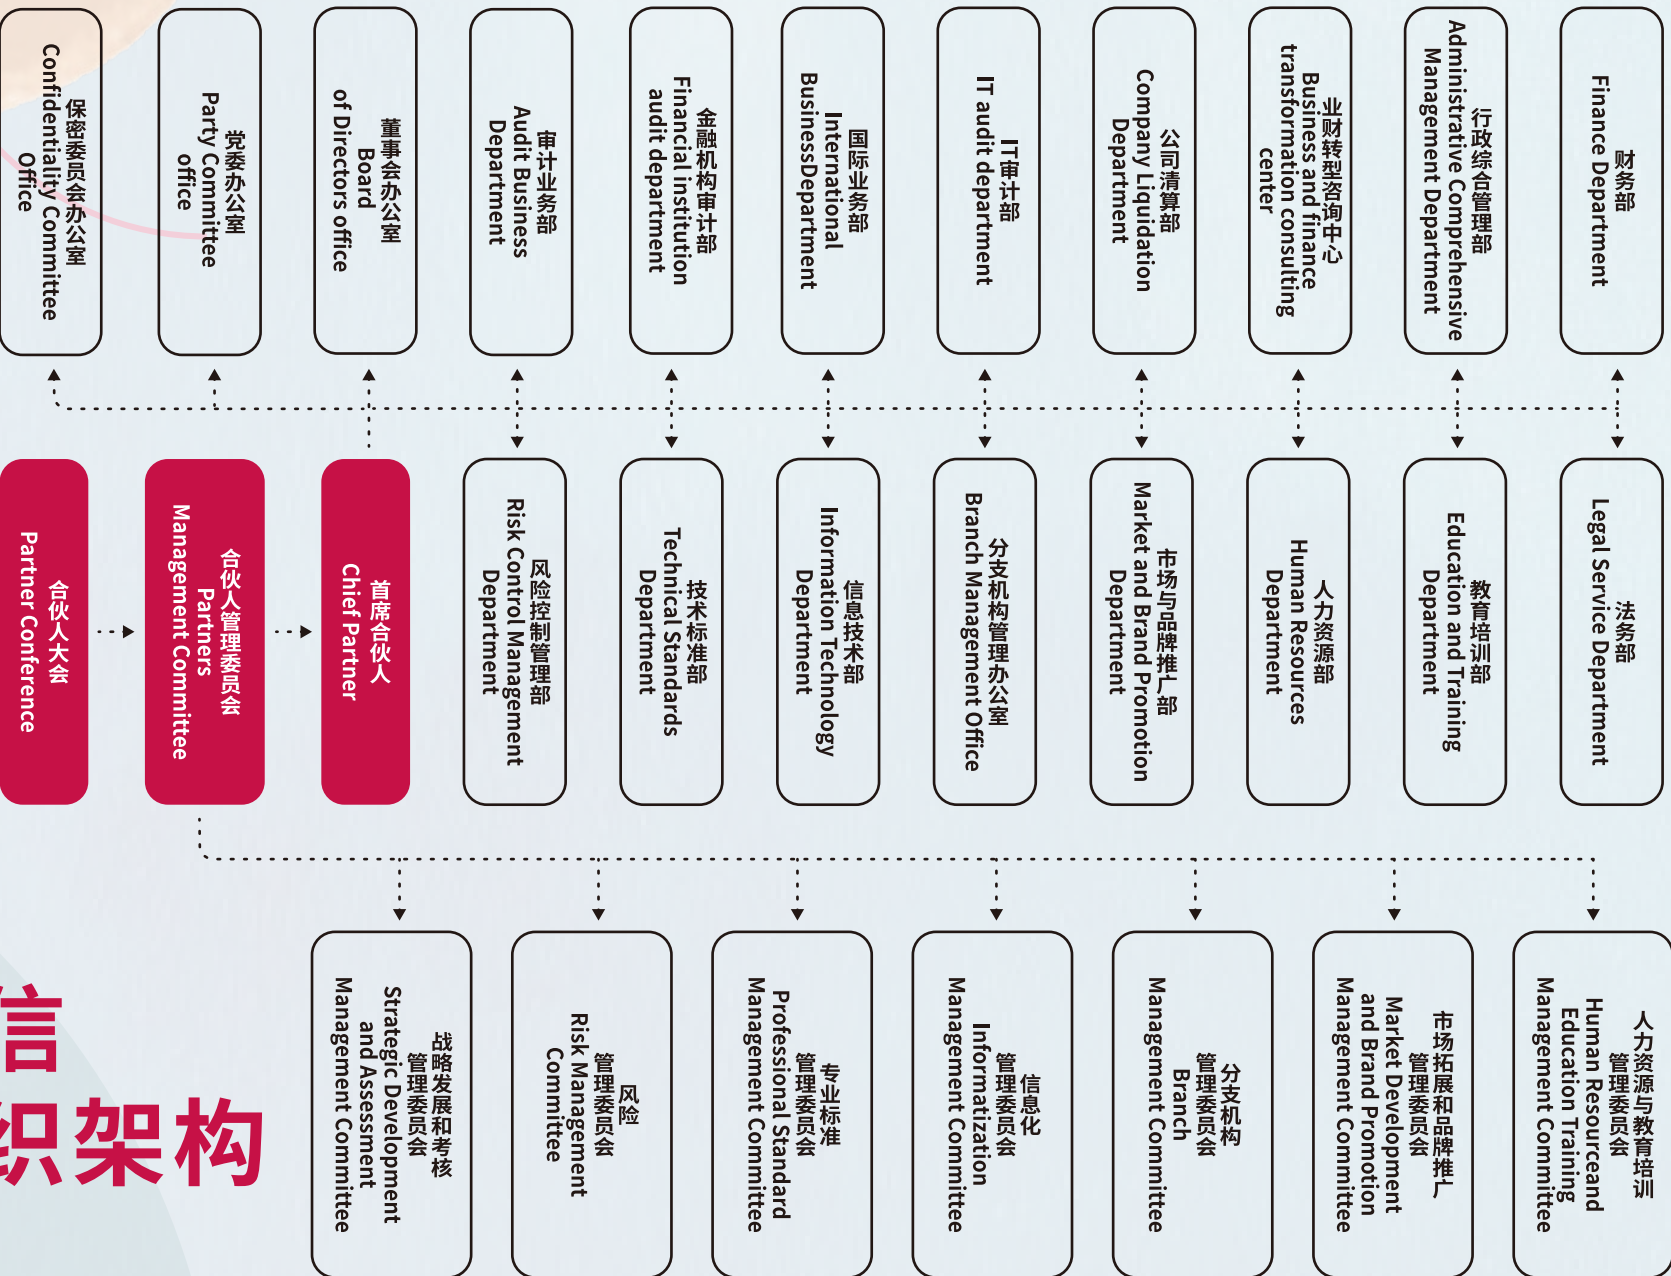 保密委员会办公室
Confidentiality Committee
Office
党委办公室
Party Committee
office
董事会办公室
Board
of Directors office
审计业务部
Audit Business
Department
金融机构审计部
Financial institution
audit department
国际业务部
International
BusinessDepartment
IT审计部
IT audit department
公司清算部
Company Liquidation
Department
业财转型咨询中心
Business and finance
transformation consulting
center
行政综合管理部
Administrative Comprehensive
Management Department
财务部
Finance Department
合伙人大会
Partner Conference
合伙人管理委员会
Partners
Management Committee
首席合伙人
Chief Partner
风险控制管理部
Risk Control Management
Department
技术标准部
Technical Standards
Department
信息技术部
Information Technology
Department
分支机构管理办公室
Branch Management Office
市场与品牌推广部
Market and Brand Promotion
Department
人力资源部
Human Resources
Department
教育培训部
Education and Training
Department
法务部
Legal Service Department
战略发展和考核
管理委员会
Strategic Development
and Assessment
Management Committee
风险
管理委员会
Risk Management
Committee
专业标准
管理委员会
Professional Standard
Management Committee
信息化
管理委员会
Informatization
Management Committee
分支机构
管理委员会
Branch
Management Committee
市场拓展和品牌推广
管理委员会
Market Development
and Brand Promotion
Management Committee
人力资源与教育培训
管理委员会
Human Resourceand
Education Training
Management Committee
信
织架构